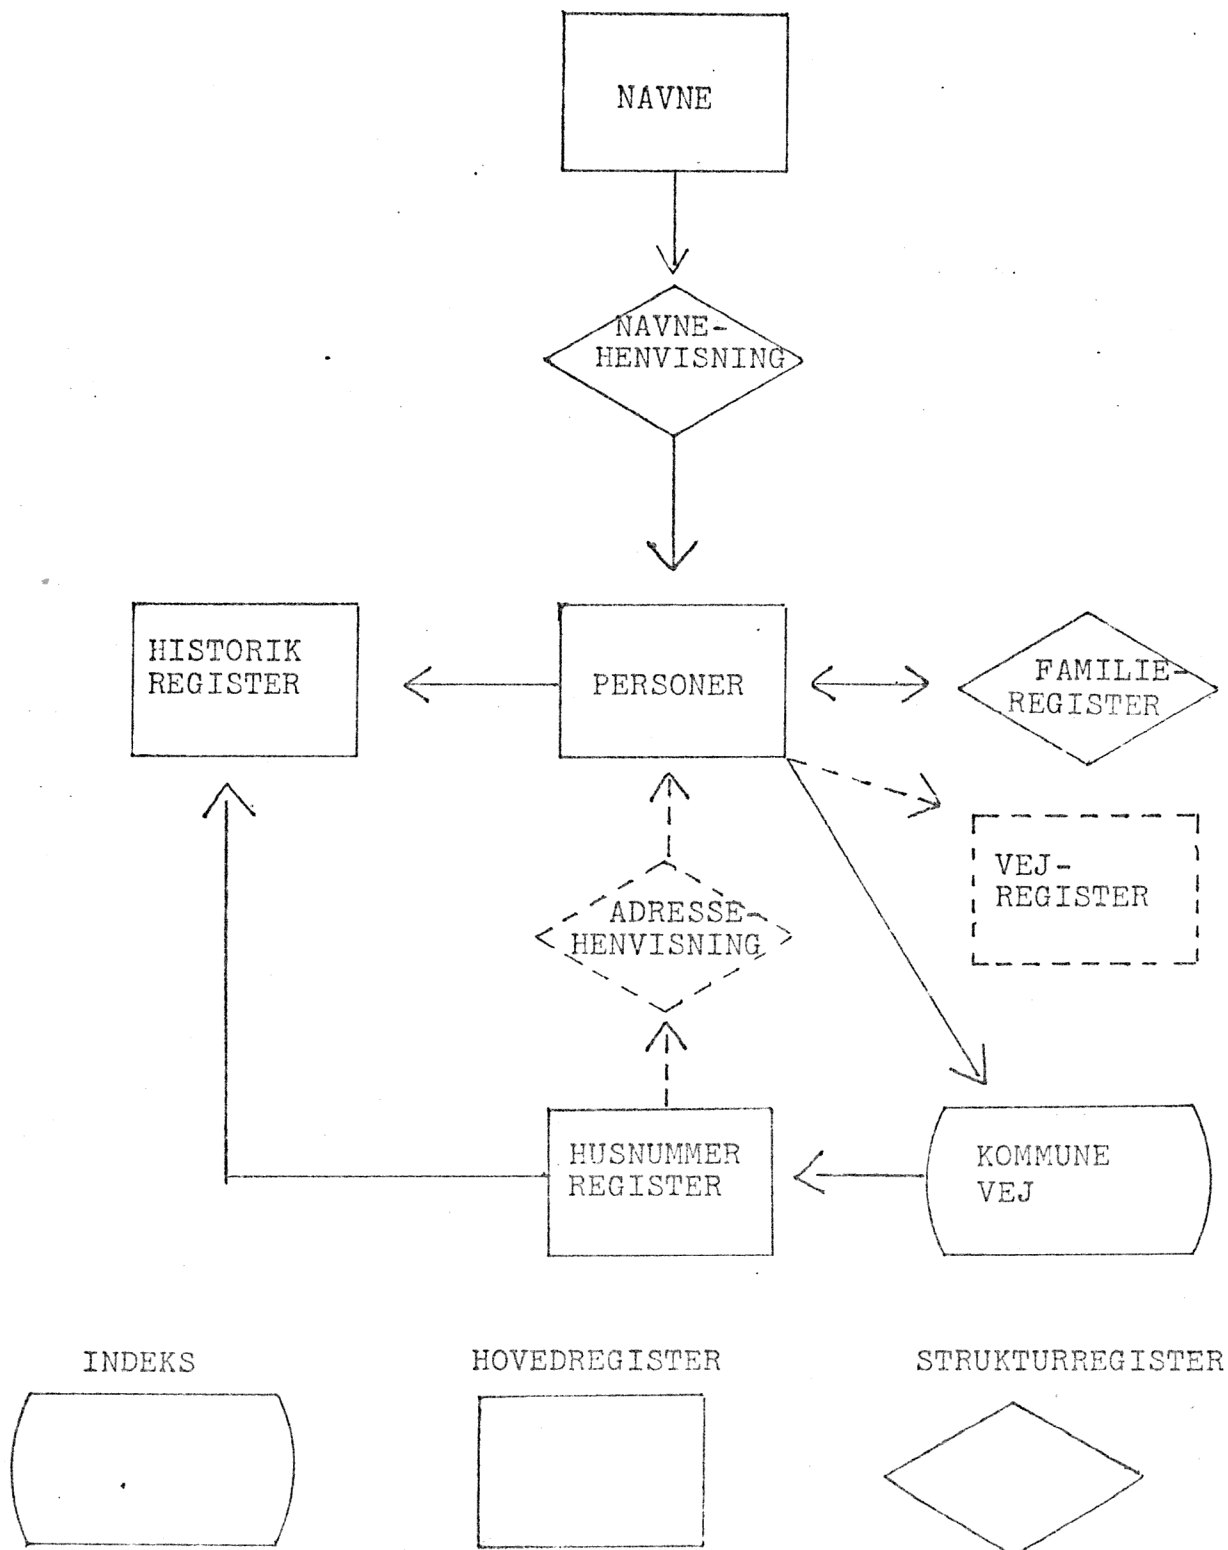 NAVNE
NAVNE-
HENVISNING
HISTORIK
REGISTER
PERSONER
FAMILIE-
REGISTER
VEJ-
REGISTER
ADRESSE-
HENVISNING
HUSNUMMER
REGISTER
KOMMUNE
VEJ
INDEKS
HOVEDREGISTER
STRUKTURREGISTER